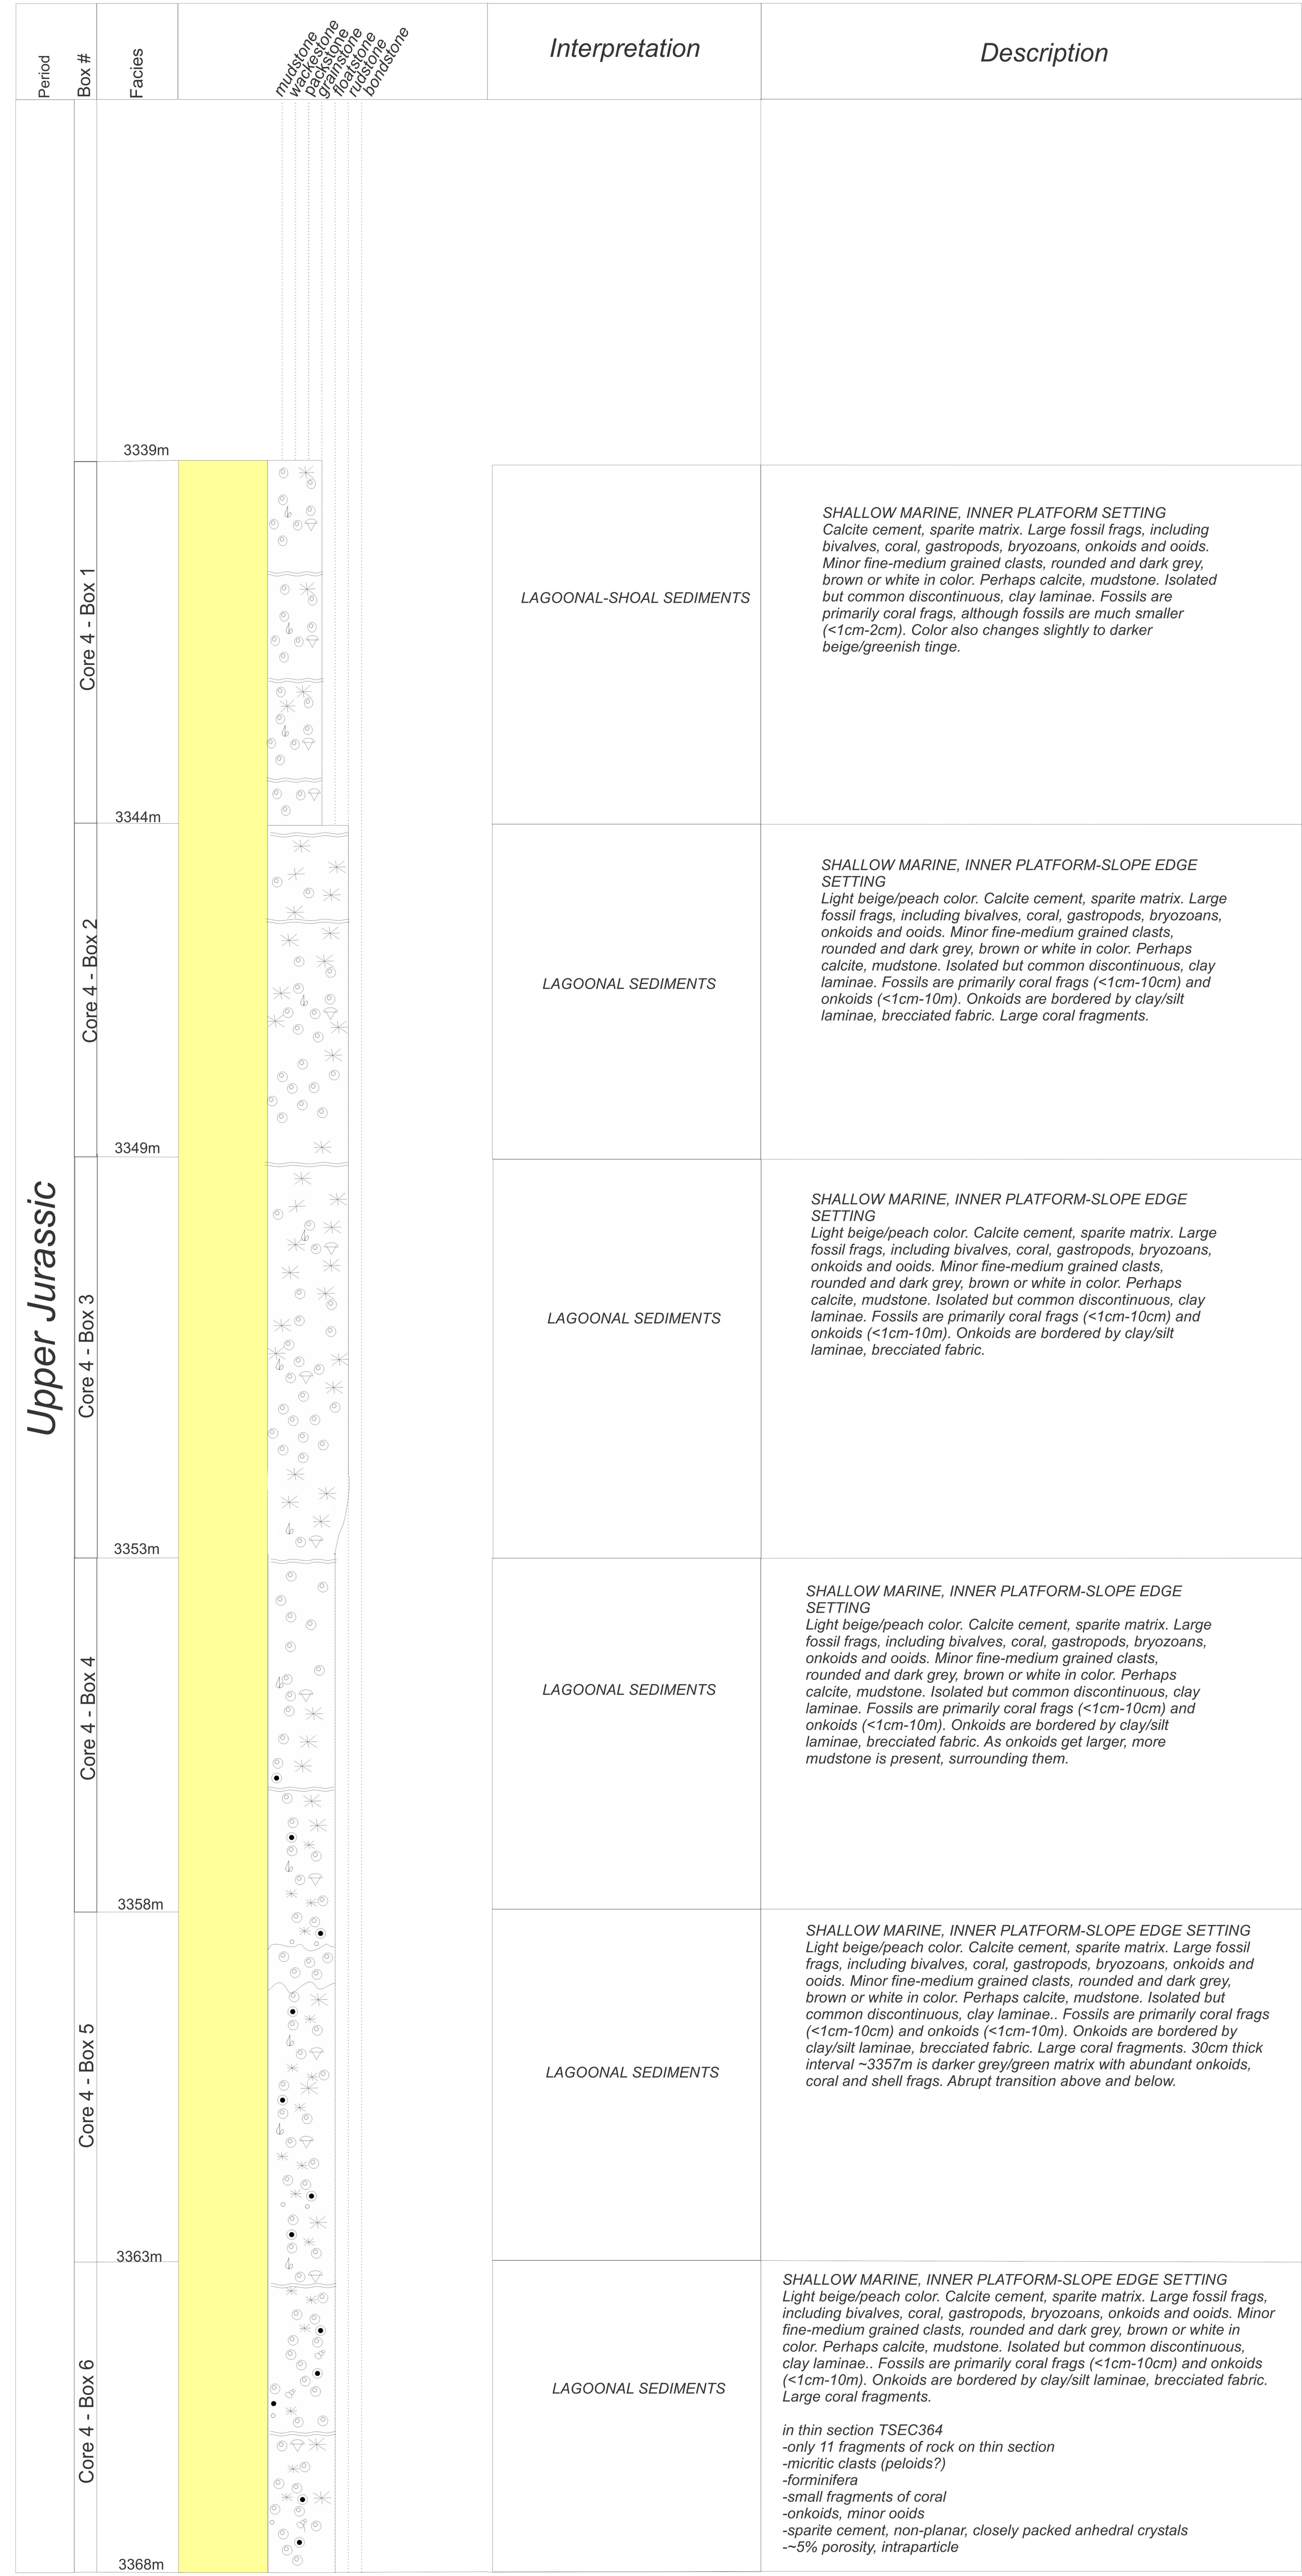 Period
Box #
Facies
mudstone
wackestone
packstone
grainstone
floatstone
rudstone
bondstone
Interpretation
Description
Upper Jurassic
3339m
Core 4 - Box 1
LAGOONAL-SHOAL SEDIMENTS
SHALLOW MARINE, INNER PLATFORM SETTING
Calcite cement, sparite matrix. Large fossil frags, including
bivalves, coral, gastropods, bryozoans, onkoids and ooids.
Minor fine-medium grained clasts, rounded and dark grey,
brown or white in color. Perhaps calcite, mudstone. Isolated
but common discontinuous, clay laminae. Fossils are
primarily coral frags, although fossils are much smaller
(<1cm-2cm). Color also changes slightly to darker
beige/greenish tinge.
3344m
Core 4 - Box 2
LAGOONAL SEDIMENTS
SHALLOW MARINE, INNER PLATFORM-SLOPE EDGE
SETTING
Light beige/peach color. Calcite cement, sparite matrix. Large
fossil frags, including bivalves, coral, gastropods, bryozoans,
onkoids and ooids. Minor fine-medium grained clasts,
rounded and dark grey, brown or white in color. Perhaps
calcite, mudstone. Isolated but common discontinuous, clay
laminae. Fossils are primarily coral frags (<1cm-10cm) and
onkoids (<1cm-10m). Onkoids are bordered by clay/silt
laminae, brecciated fabric. Large coral fragments.
3349m
Core 4 - Box 3
LAGOONAL SEDIMENTS
SHALLOW MARINE, INNER PLATFORM-SLOPE EDGE
SETTING
Light beige/peach color. Calcite cement, sparite matrix. Large
fossil frags, including bivalves, coral, gastropods, bryozoans,
onkoids and ooids. Minor fine-medium grained clasts,
rounded and dark grey, brown or white in color. Perhaps
calcite, mudstone. Isolated but common discontinuous, clay
laminae. Fossils are primarily coral frags (<1cm-10cm) and
onkoids (<1cm-10m). Onkoids are bordered by clay/silt
laminae, brecciated fabric.
3353m
Core 4 - Box 4
LAGOONAL SEDIMENTS
SHALLOW MARINE, INNER PLATFORM-SLOPE EDGE
SETTING
Light beige/peach color. Calcite cement, sparite matrix. Large
fossil frags, including bivalves, coral, gastropods, bryozoans,
onkoids and ooids. Minor fine-medium grained clasts,
rounded and dark grey, brown or white in color. Perhaps
calcite, mudstone. Isolated but common discontinuous, clay
laminae. Fossils are primarily coral frags (<1cm-10cm) and
onkoids (<1cm-10m). Onkoids are bordered by clay/silt
laminae, brecciated fabric. As onkoids get larger, more
mudstone is present, surrounding them.
3358m
Core 4 - Box 5
LAGOONAL SEDIMENTS
SHALLOW MARINE, INNER PLATFORM-SLOPE EDGE SETTING
Light beige/peach color. Calcite cement, sparite matrix. Large fossil
frags, including bivalves, coral, gastropods, bryozoans, onkoids and
ooids. Minor fine-medium grained clasts, rounded and dark grey,
brown or white in color. Perhaps calcite, mudstone. Isolated but
common discontinuous, clay laminae.. Fossils are primarily coral frags
(<1cm-10cm) and onkoids (<1cm-10m). Onkoids are bordered by
clay/silt laminae, brecciated fabric. Large coral fragments. 30cm thick
interval ~3357m is darker grey/green matrix with abundant onkoids,
coral and shell frags. Abrupt transition above and below.
3363m
Core 4 - Box 6
LAGOONAL SEDIMENTS
SHALLOW MARINE, INNER PLATFORM-SLOPE EDGE SETTING
Light beige/peach color. Calcite cement, sparite matrix. Large fossil frags,
including bivalves, coral, gastropods, bryozoans, onkoids and ooids. Minor
fine-medium grained clasts, rounded and dark grey, brown or white in
color. Perhaps calcite, mudstone. Isolated but common discontinuous,
clay laminae.. Fossils are primarily coral frags (<1cm-10cm) and onkoids
(<1cm-10m). Onkoids are bordered by clay/silt laminae, brecciated fabric.
Large coral fragments.
in thin section TSEC364
-only 11 fragments of rock on thin section
-micritic clasts (peloids?)
-forminifera
-small fragments of coral
-onkoids, minor ooids
-sparite cement, non-planar, closely packed anhedral crystals
-~5% porosity, intraparticle
3368m